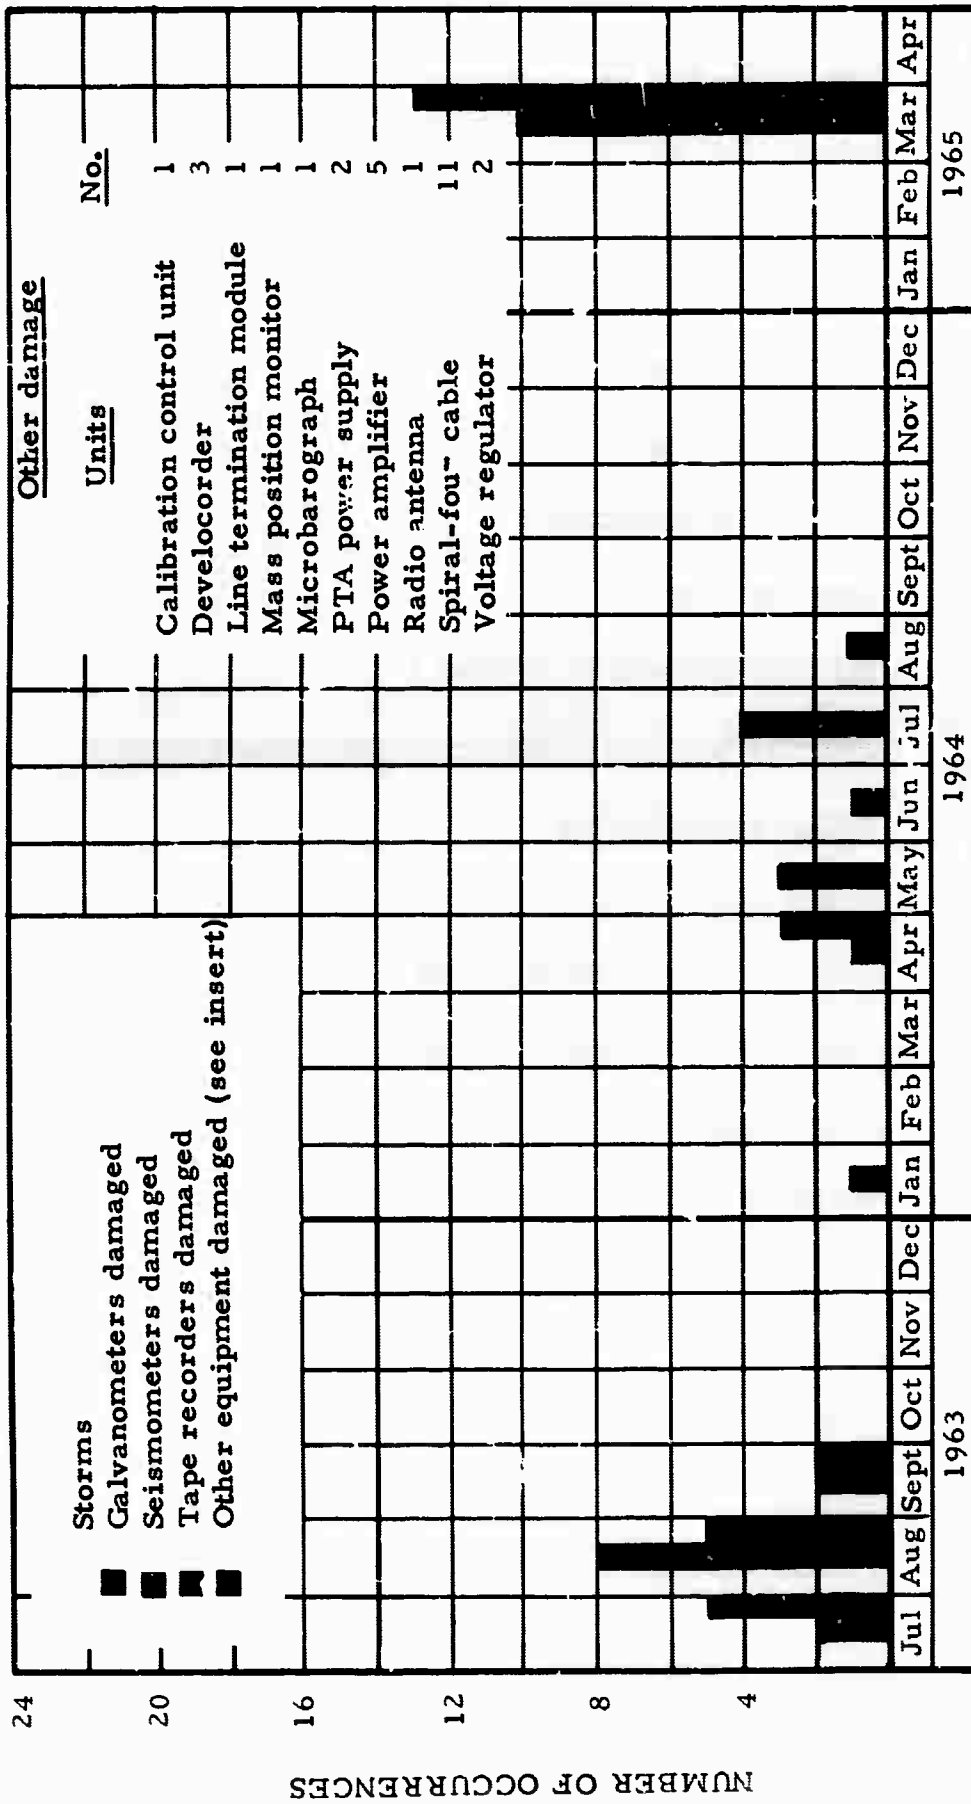 Other damage
Units No.
Calibration control unit 1
Develocorder 3
Line termination module 1
Mass position monitor 1
Microbarograph 1
PTA power supply 2
Power amplifier 5
Radio antenna 1
Spiral-four cable 11
Voltage regulator 2
Storms
Galvanometers damaged
Seismometers damaged
Tape recorders damaged
Other equipment damaged (see insert)
NUMBER OF OCCURRENCES
24
20
16
12
8
4
Jul Aug Sept Oct Nov Dec Jan Feb Mar Apr May Jun Jul Aug Sept Oct Nov Dec Jan Feb Mar Apr
1963 1964 1965